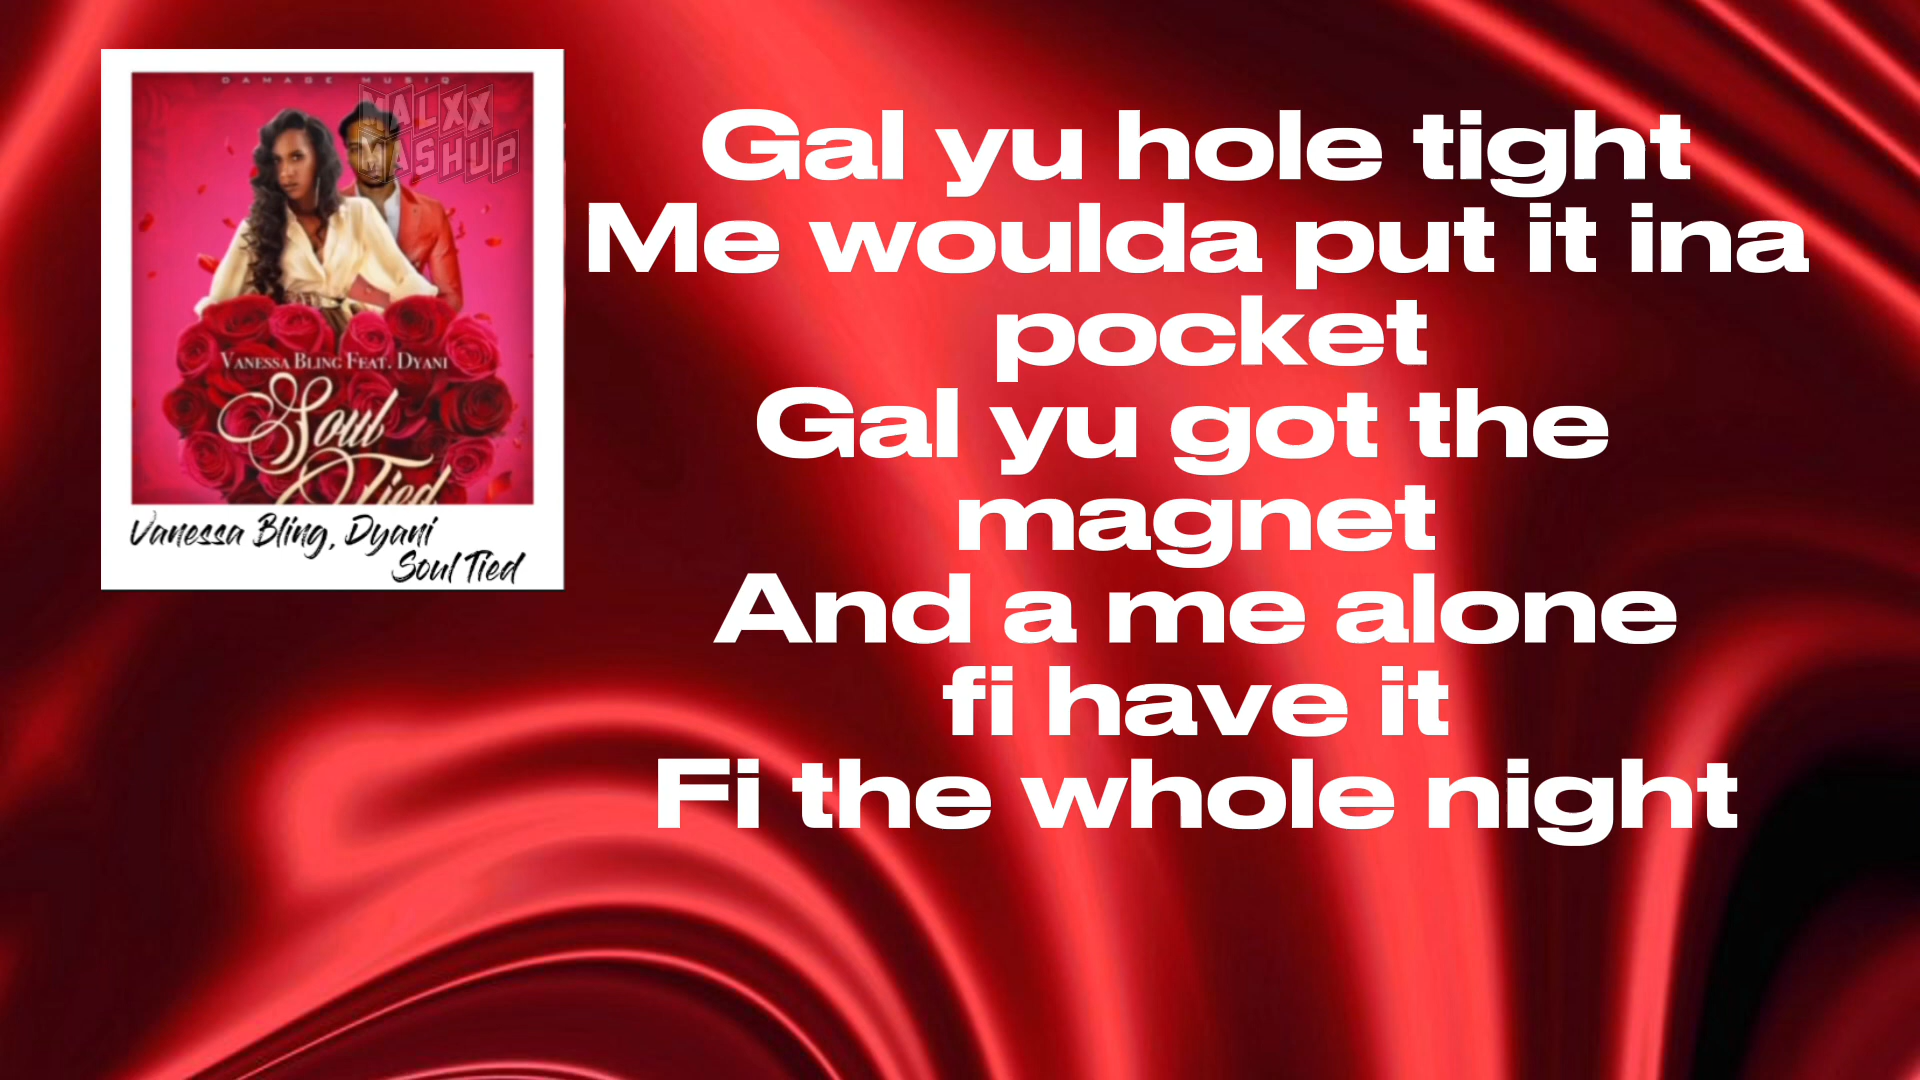 DAMAGE MUSIQ
MALXX
MASHUP
VANESSA BLING FEAT. DYANI
Soul
Tied
Vanessa Bling, Dyani
Soul Tied
Gal yu hole tight
Me woulda put it ina
pocket
Gal yu got the
magnet
And a me alone
fi have it
Fi the whole night